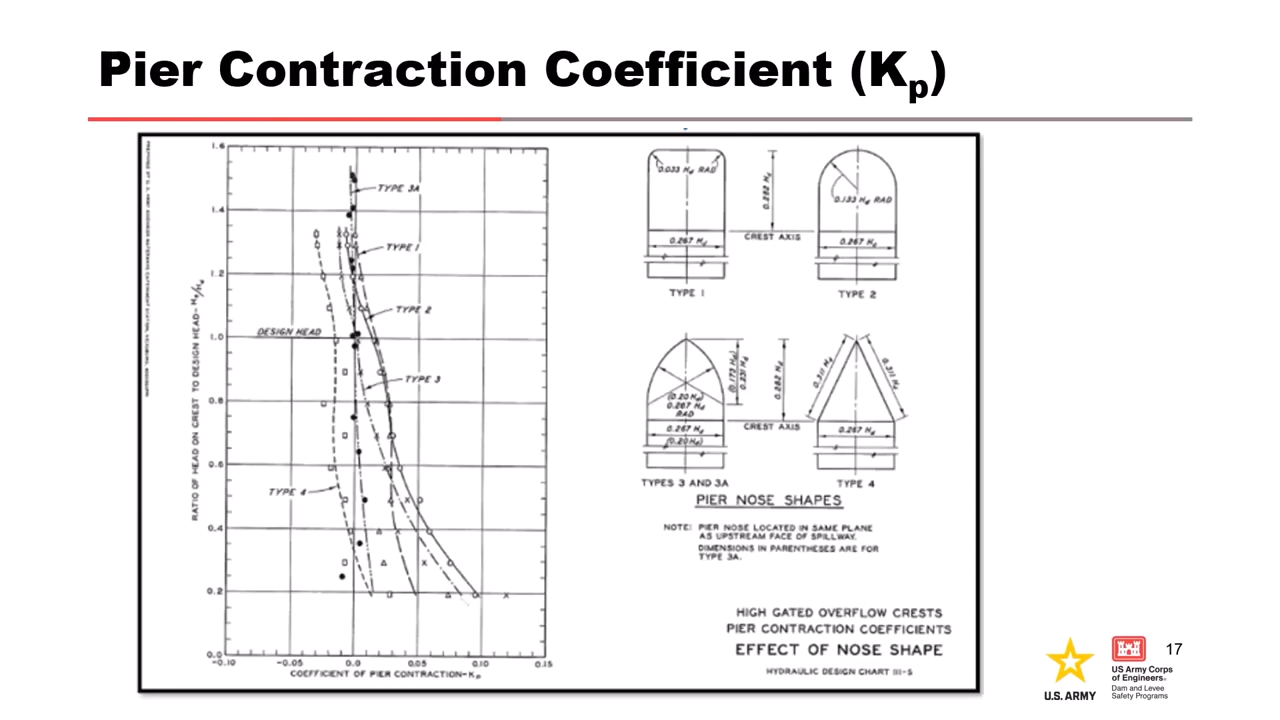 Pier Contraction Coefficient (Kp)
1.6
1.4
1.2
1.0
0.8
0.6
0.4
0.2
0.0
-0.10
-0.05
0.0
0.05
0.10
0.15
RATIO OF HEAD ON CREST TO DESIGN HEAD-He/Hd
COEFFICIENT OF PIER CONTRACTION-Kp
TYPE 3A
TYPE 1
TYPE 2
DESIGN HEAD
TYPE 3
TYPE 4
0.033 Hd RAD
0.282 Hd
0.133 Hd RAD
CREST AXIS
0.267 Hd
0.267 Hd
TYPE 1
TYPE 2
(0.173 Hd)
0.231 Hd
0.282 Hd
0.311 Hd
0.311 Hd
(0.20 Hd)
0.267 Hd
RAD
CREST AXIS
0.267 Hd
(0.20 Hd)
0.267 Hd
TYPES 3 AND 3A
TYPE 4
PIER NOSE SHAPES
NOTE: PIER NOSE LOCATED IN SAME PLANE
AS UPSTREAM FACE OF SPILLWAY.
DIMENSIONS IN PARENTHESES ARE FOR
TYPE 3A.
HIGH GATED OVERFLOW CRESTS
PIER CONTRACTION COEFFICIENTS
EFFECT OF NOSE SHAPE
HYDRAULIC DESIGN CHART 111-5
17
U.S. ARMY
US Army Corps
of Engineers®
Dam and Levee
Safety Programs